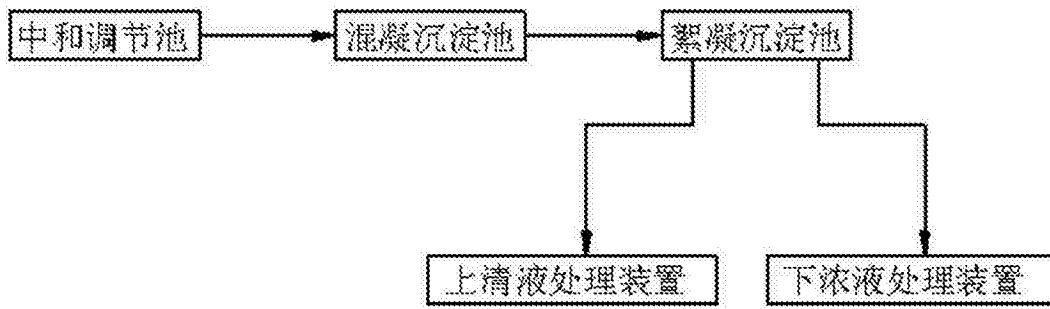 中和调节池
混凝沉淀池
絮凝沉淀池
上清液处理装置
下浓液处理装置